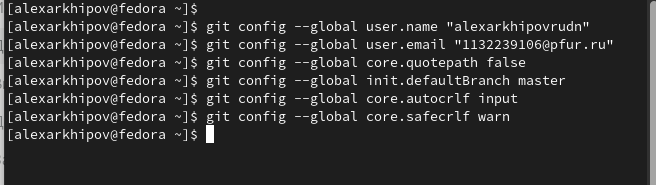 [alexarkhipov@fedora ~]$
[alexarkhipov@fedora ~]$ git config --global user.name "alexarkhipovrudn"
[alexarkhipov@fedora ~]$ git config --global user.email "1132239106@pfur.ru"
[alexarkhipov@fedora ~]$ git config --global core.quotepath false
[alexarkhipov@fedora ~]$ git config --global init.defaultBranch master
[alexarkhipov@fedora ~]$ git config --global core.autocrlf input
[alexarkhipov@fedora ~]$ git config --global core.safecrlf warn
[alexarkhipov@fedora ~]$